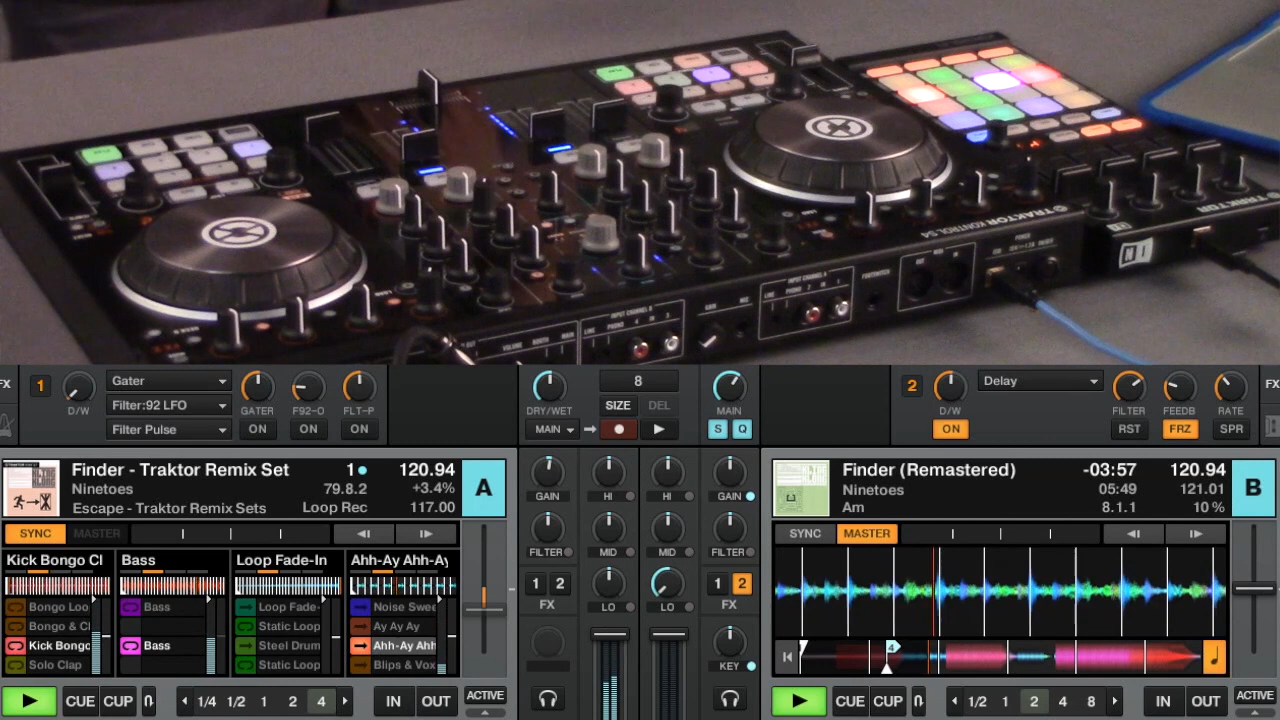 TRAKTOR KONTROL S4
INPUT CHANNEL A
INPUT CHANNEL B
FX 1 D/W Gater GATER F92-O FLT-P
Filter:92 LFO
Filter Pulse ON ON ON
DRY/WET 8 MAIN
SIZE DEL
MAIN S Q
2 D/W Delay FILTER FEEDB RATE FX
ON RST FRZ SPR
Finder - Traktor Remix Set 1 120.94 A
Ninetoes 79.8.2 +3.4%
Escape - Traktor Remix Sets Loop Rec 117.00
SYNC MASTER
Kick Bongo Cl Bass Loop Fade-In Ahh-Ay Ahh-Ay
Bongo Loo Bass Loop Fade- Noise Swee
Bongo & Cl Static Loop Ay Ay Ay
Kick Bongo Bass Steel Drum Ahh-Ay Ahh
Solo Clap Static Loop Blips & Vox
CUE CUP 1/4 1/2 1 2 4 IN OUT ACTIVE
GAIN HI HI GAIN
FILTER MID MID FILTER
1 2 LO LO 1 2
FX FX
KEY
Finder (Remastered) -03:57 120.94 B
Ninetoes 05:49 121.01
Am 8.1.1 10 %
SYNC MASTER
4
CUE CUP 1/2 1 2 4 8 IN OUT ACTIVE